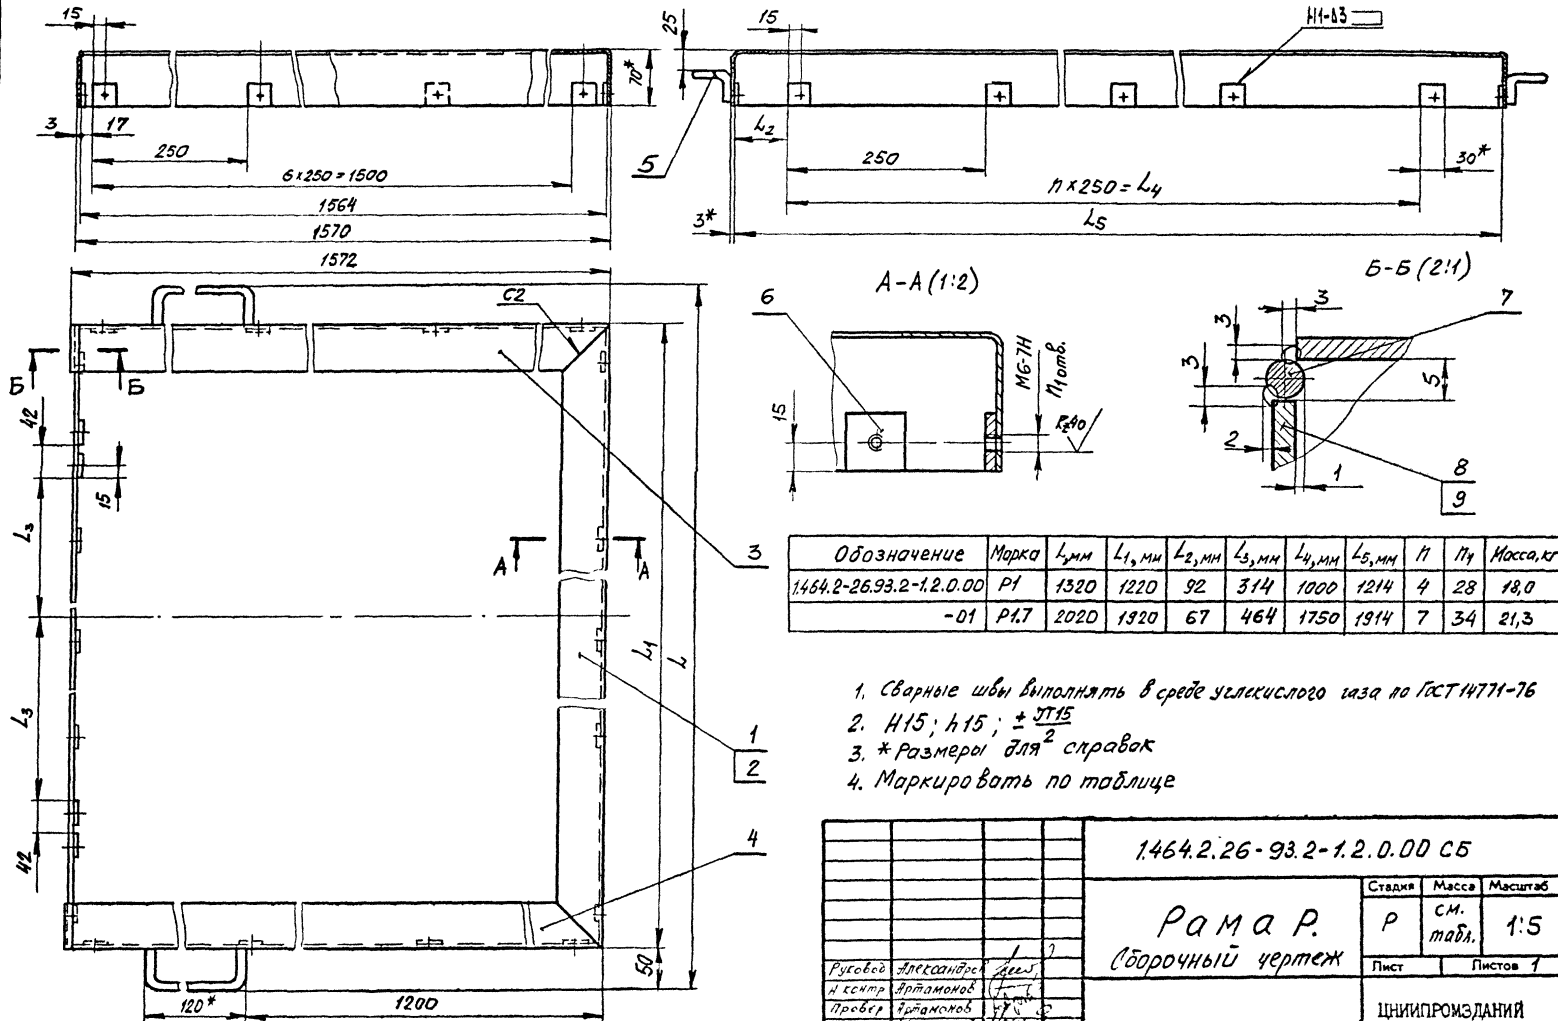 15
70*
3
17
250
6×250=1500
1564
1570
1572
25
15
Н1-Δ3
5
L2
250
30*
n×250=L4
3*
L5
С2
Б
Б
42
15
L3
L3
42
А
А
L1
L
3
1
2
4
50
120*
1200
А-А (1:2)
6
15
М6-7Н
n1 отв.
Rz40
Б-Б (2:1)
3
7
3
3
5
2
1
8
9
Обозначение Марка L,мм L1, мм L2, мм L3, мм L4, мм L5, мм n n1 Масса, кг
1.464.2-26.93.2-1.2.0.00 Р1 1320 1220 92 314 1000 1214 4 28 18,0
-01 Р1.7 2020 1920 67 464 1750 1914 7 34 21,3
1. Сварные швы выполнять в среде углекислого газа по ГОСТ 14771-76
2. Н15; h15; ± JT15/2
3. * Размеры для справок
4. Маркировать по таблице
1.464.2.26-93.2-1.2.0.00 СБ
Рама Р.
Сборочный чертеж
Стадия Масса Масштаб
Р см. табл. 1:5
Лист Листов 1
ЦНИИПРОМЗДАНИЙ
Руковод Александров
Н контр Артамонов
Провер Артамонов